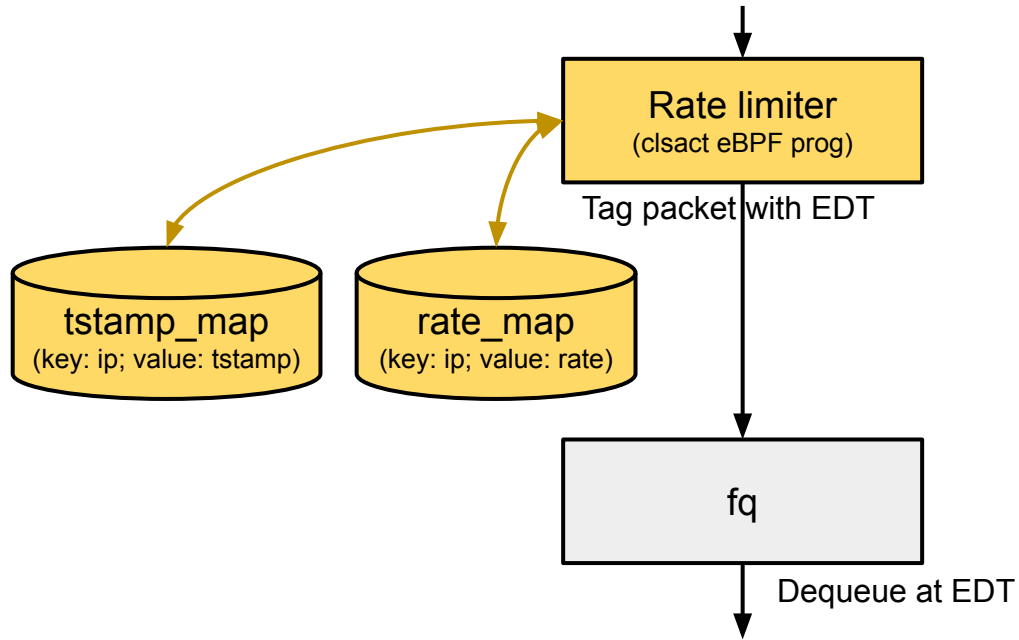 Rate limiter
(clsact eBPF prog)
Tag packet with EDT
tstamp_map
(key: ip; value: tstamp)
rate_map
(key: ip; value: rate)
fq
Dequeue at EDT